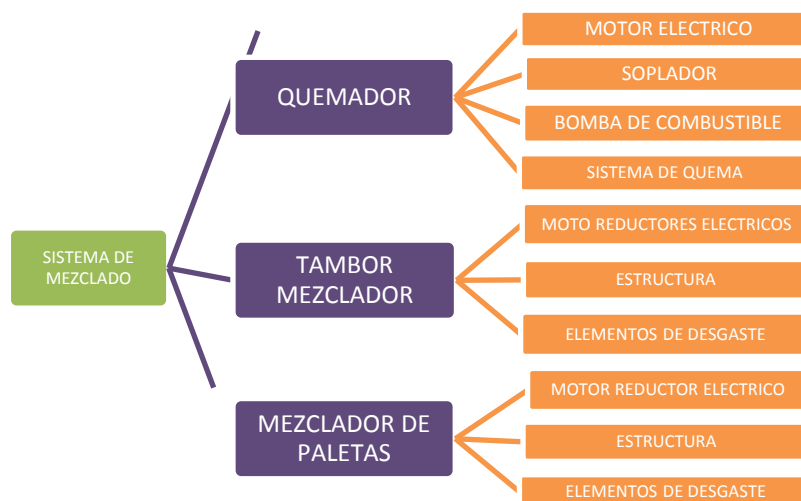 SISTEMA DE
MEZCLADO
QUEMADOR
MOTOR ELECTRICO
SOPLADOR
BOMBA DE COMBUSTIBLE
SISTEMA DE QUEMA
TAMBOR
MEZCLADOR
MOTO REDUCTORES ELECTRICOS
ESTRUCTURA
ELEMENTOS DE DESGASTE
MEZCLADOR DE
PALETAS
MOTOR REDUCTOR ELECTRICO
ESTRUCTURA
ELEMENTOS DE DESGASTE